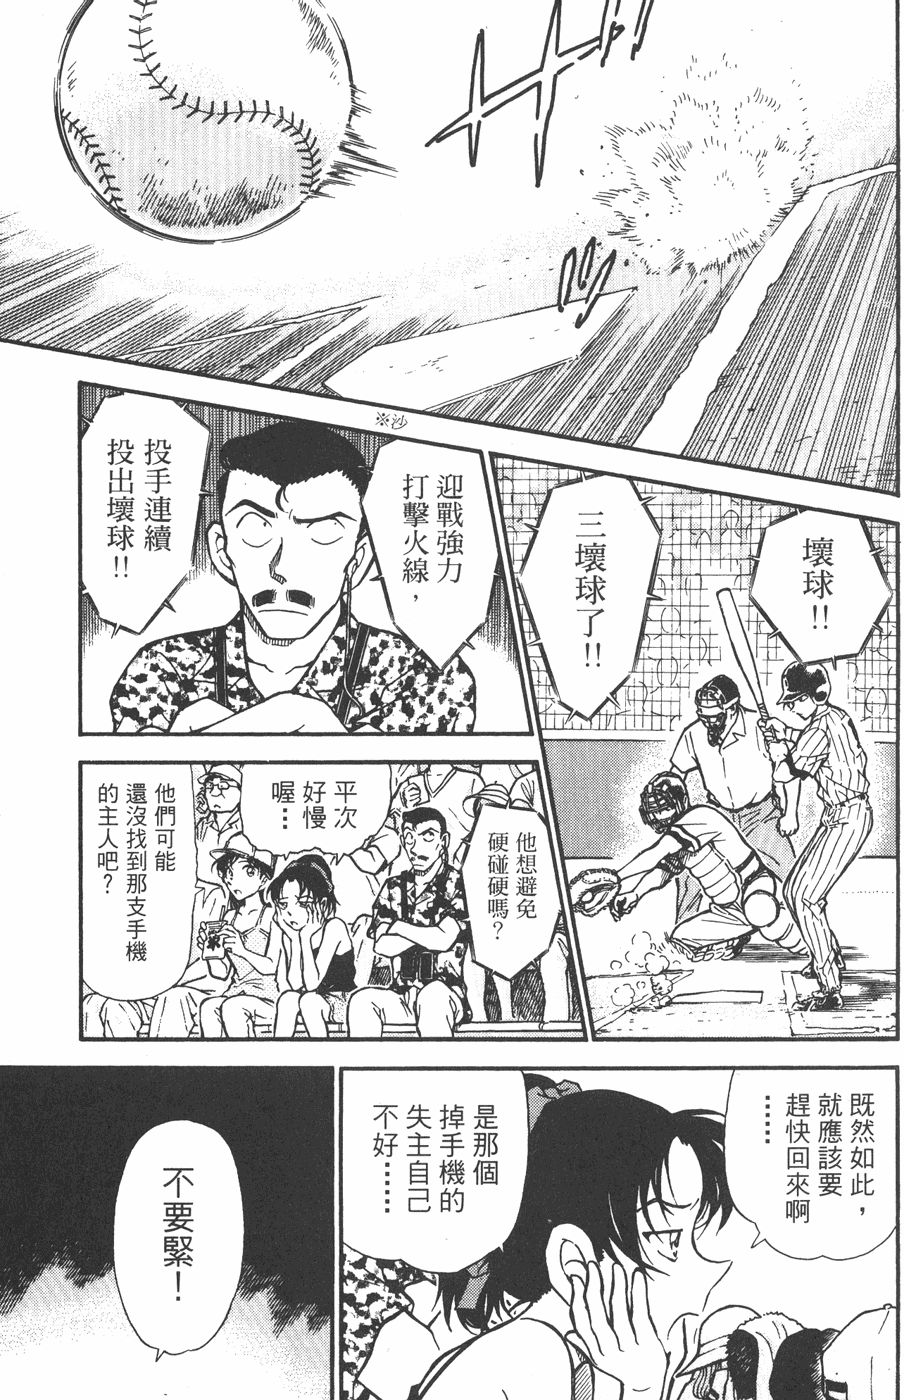 ※沙
壞球!!
三壞球了!!
迎戰強力
打擊火線，
投手連續
投出壞球!!
他想避免
硬碰硬嗎？
平次
好慢
喔…
他們可能
還沒找到那支手機
的主人吧？
既然如此，
就應該要
趕快回來啊
……
是那個
掉手機的
失主自己
不好……
不要緊！